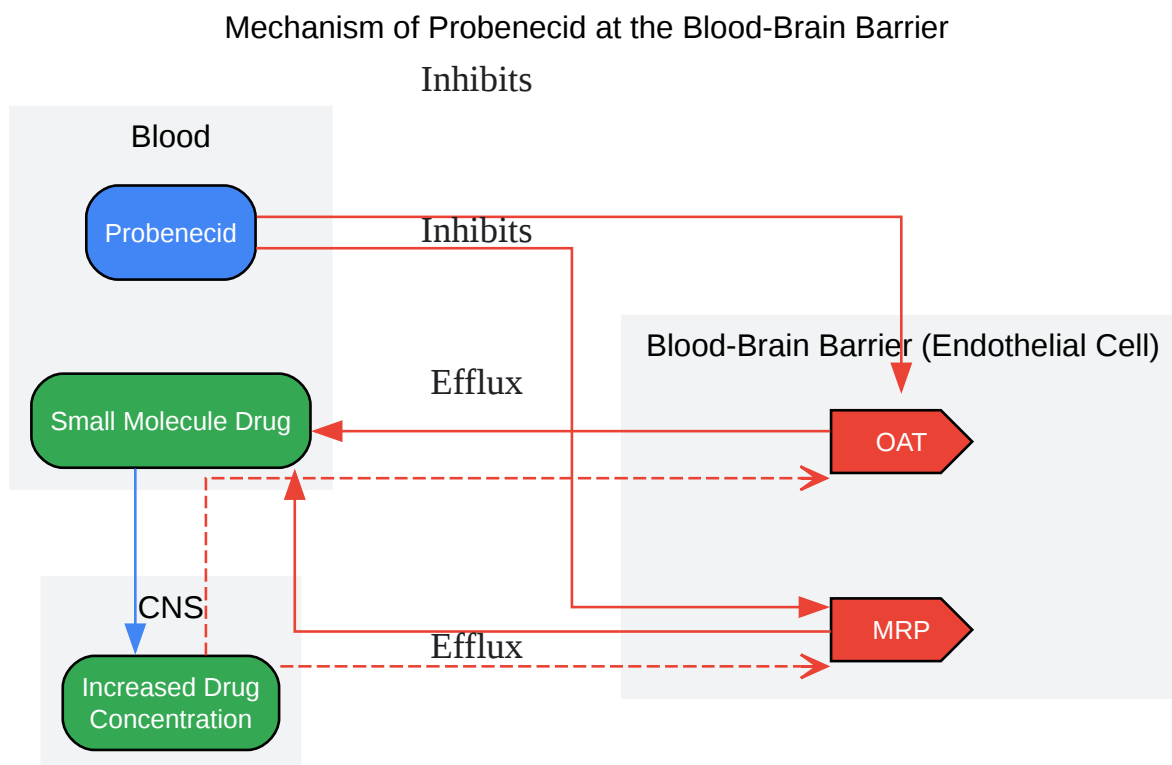 Mechanism of Probenecid at the Blood-Brain Barrier
Inhibits
Blood
Probenecid
Inhibits
Blood-Brain Barrier (Endothelial Cell)
Efflux
Small Molecule Drug
OAT
CNS
MRP
Efflux
Increased Drug
Concentration